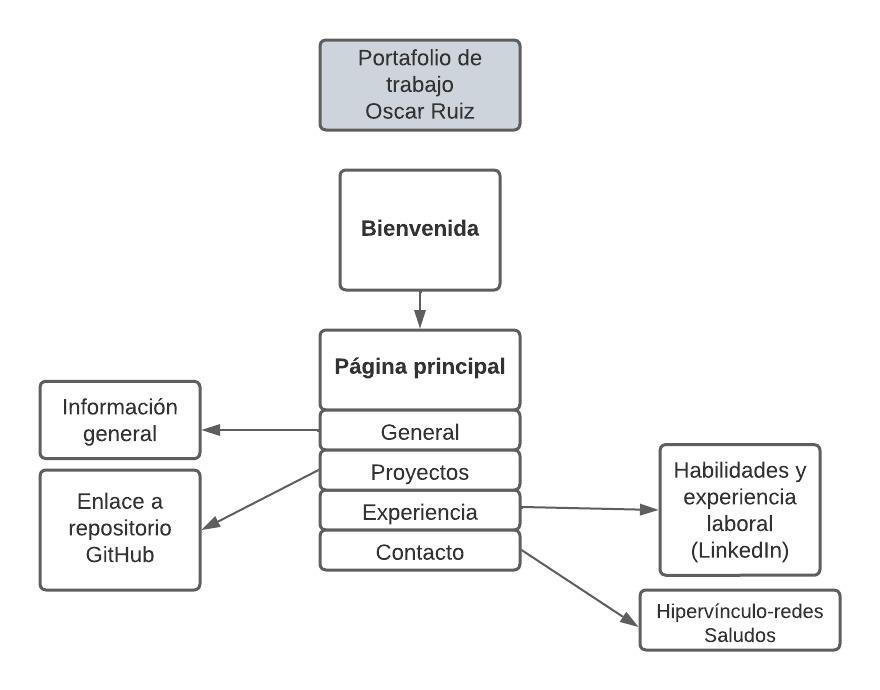 Portafolio de
trabajo
Oscar Ruiz
Bienvenida
Página principal
General
Proyectos
Experiencia
Contacto
Información
general
Enlace a
repositorio
GitHub
Habilidades y
experiencia
laboral
(LinkedIn)
Hipervínculo-redes
Saludos